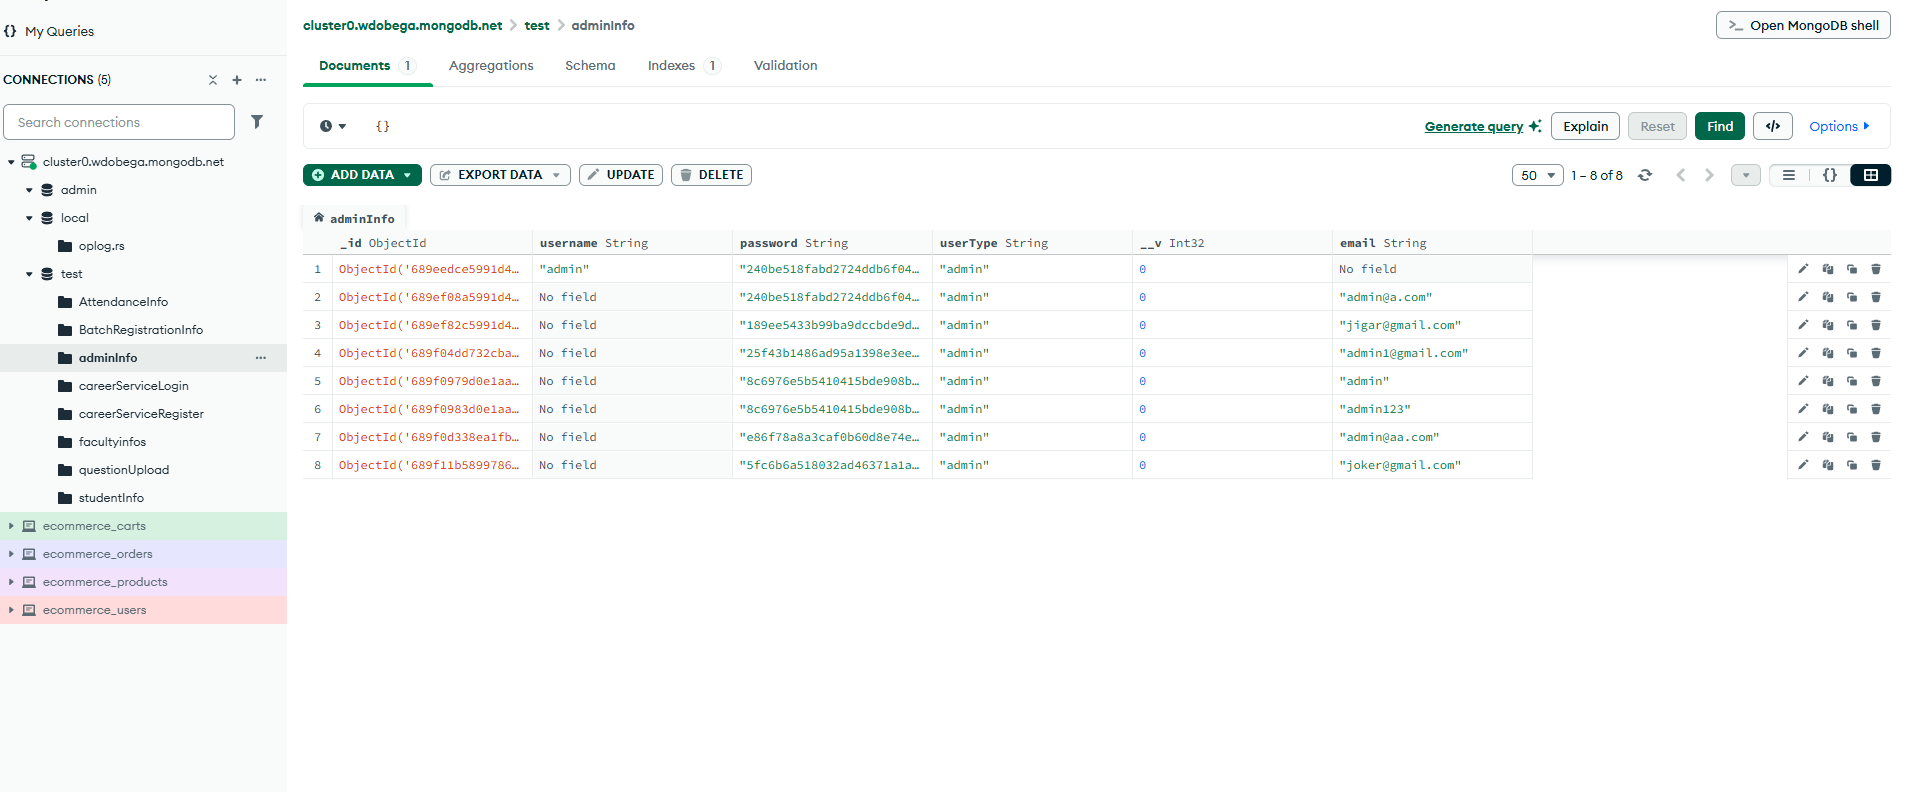 My Queries
CONNECTIONS (5)
Search connections
cluster0.wdobega.mongodb.net
admin
local
oplog.rs
test
AttendanceInfo
BatchRegistrationInfo
adminInfo
careerServiceLogin
careerServiceRegister
facultyinfos
questionUpload
studentInfo
ecommerce_carts
ecommerce_orders
ecommerce_products
ecommerce_users
cluster0.wdobega.mongodb.net > test > adminInfo
>_ Open MongoDB shell
Documents 1 Aggregations Schema Indexes 1 Validation
{} Generate query Explain Reset Find </> Options
ADD DATA EXPORT DATA UPDATE DELETE 50 1 – 8 of 8 {}
adminInfo
_id ObjectId username String password String userType String __v Int32 email String
1 ObjectId('689eedce5991d4… "admin" "240be518fabd2724ddb6f04… "admin" 0 No field
2 ObjectId('689ef08a5991d4… No field "240be518fabd2724ddb6f04… "admin" 0 "admin@a.com"
3 ObjectId('689ef82c5991d4… No field "189ee5433b99ba9dccbde9d… "admin" 0 "jigar@gmail.com"
4 ObjectId('689f04dd732cba… No field "25f43b1486ad95a1398e3ee… "admin" 0 "admin1@gmail.com"
5 ObjectId('689f0979d0e1aa… No field "8c6976e5b5410415bde908b… "admin" 0 "admin"
6 ObjectId('689f0983d0e1aa… No field "8c6976e5b5410415bde908b… "admin" 0 "admin123"
7 ObjectId('689f0d338ea1fb… No field "e86f78a8a3caf0b60d8e74e… "admin" 0 "admin@aa.com"
8 ObjectId('689f11b5899786… No field "5fc6b6a518032ad46371a1a… "admin" 0 "joker@gmail.com"